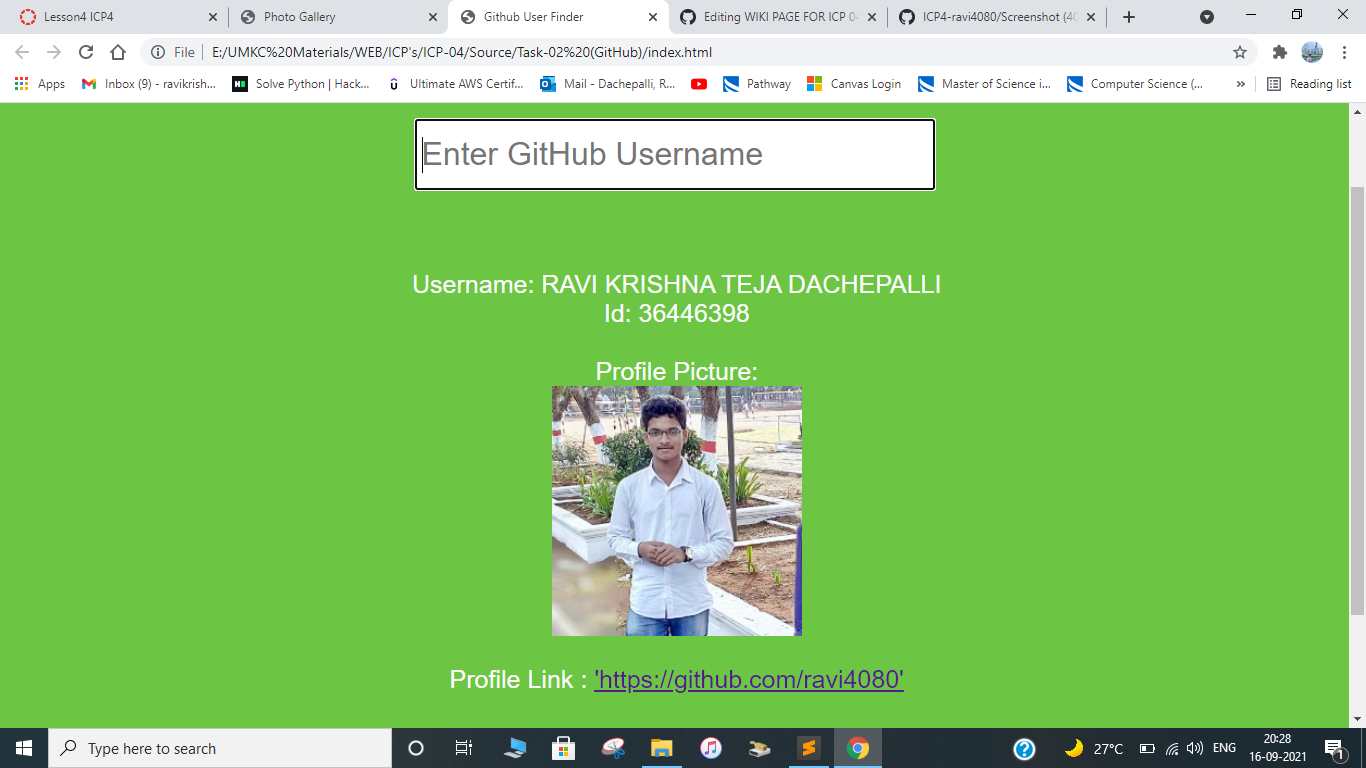 Lesson4 ICP4
Photo Gallery
Github User Finder
Editing WIKI PAGE FOR ICP 04
ICP4-ravi4080/Screenshot (40
File
E:/UMKC%20Materials/WEB/ICP's/ICP-04/Source/Task-02%20(GitHub)/index.html
Apps
Inbox (9) - ravikrish...
Solve Python | Hack...
Ultimate AWS Certif...
Mail - Dachepalli, R...
Pathway
Canvas Login
Master of Science i...
Computer Science (...
»
Reading list
Enter GitHub Username
Username: RAVI KRISHNA TEJA DACHEPALLI
Id: 36446398
Profile Picture:
Profile Link : 'https://github.com/ravi4080'
Type here to search
27°C
ENG
20:28
16-09-2021
1